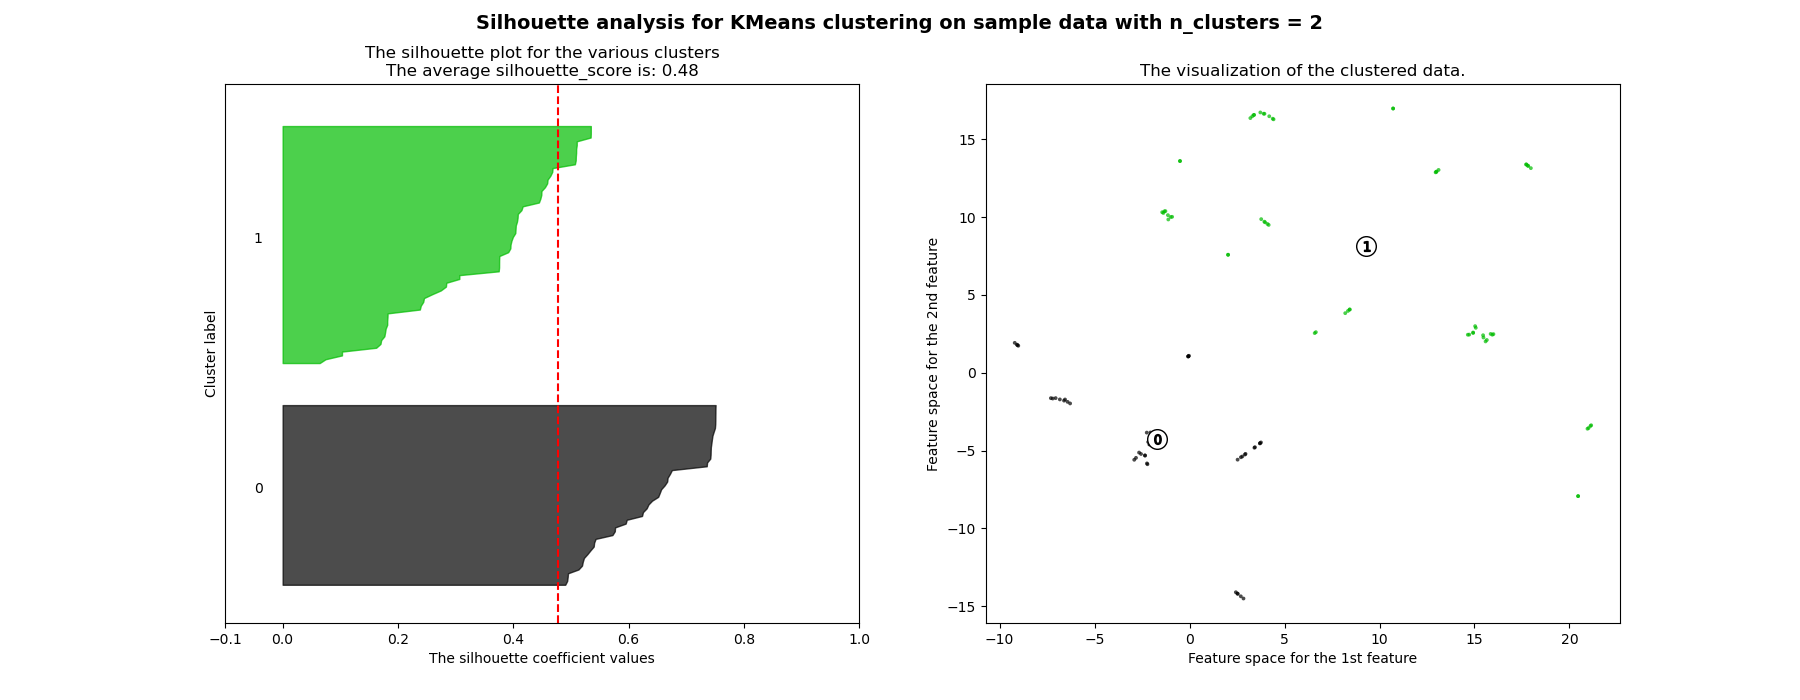 Silhouette analysis for KMeans clustering on sample data with n_clusters = 2
The silhouette plot for the various clusters
The average silhouette_score is: 0.48
Cluster label
1
0
−0.1 0.0 0.2 0.4 0.6 0.8 1.0
The silhouette coefficient values
The visualization of the clustered data.
Feature space for the 2nd feature
15
10
5
0
−5
−10
−15
1
0
−10 −5 0 5 10 15 20
Feature space for the 1st feature